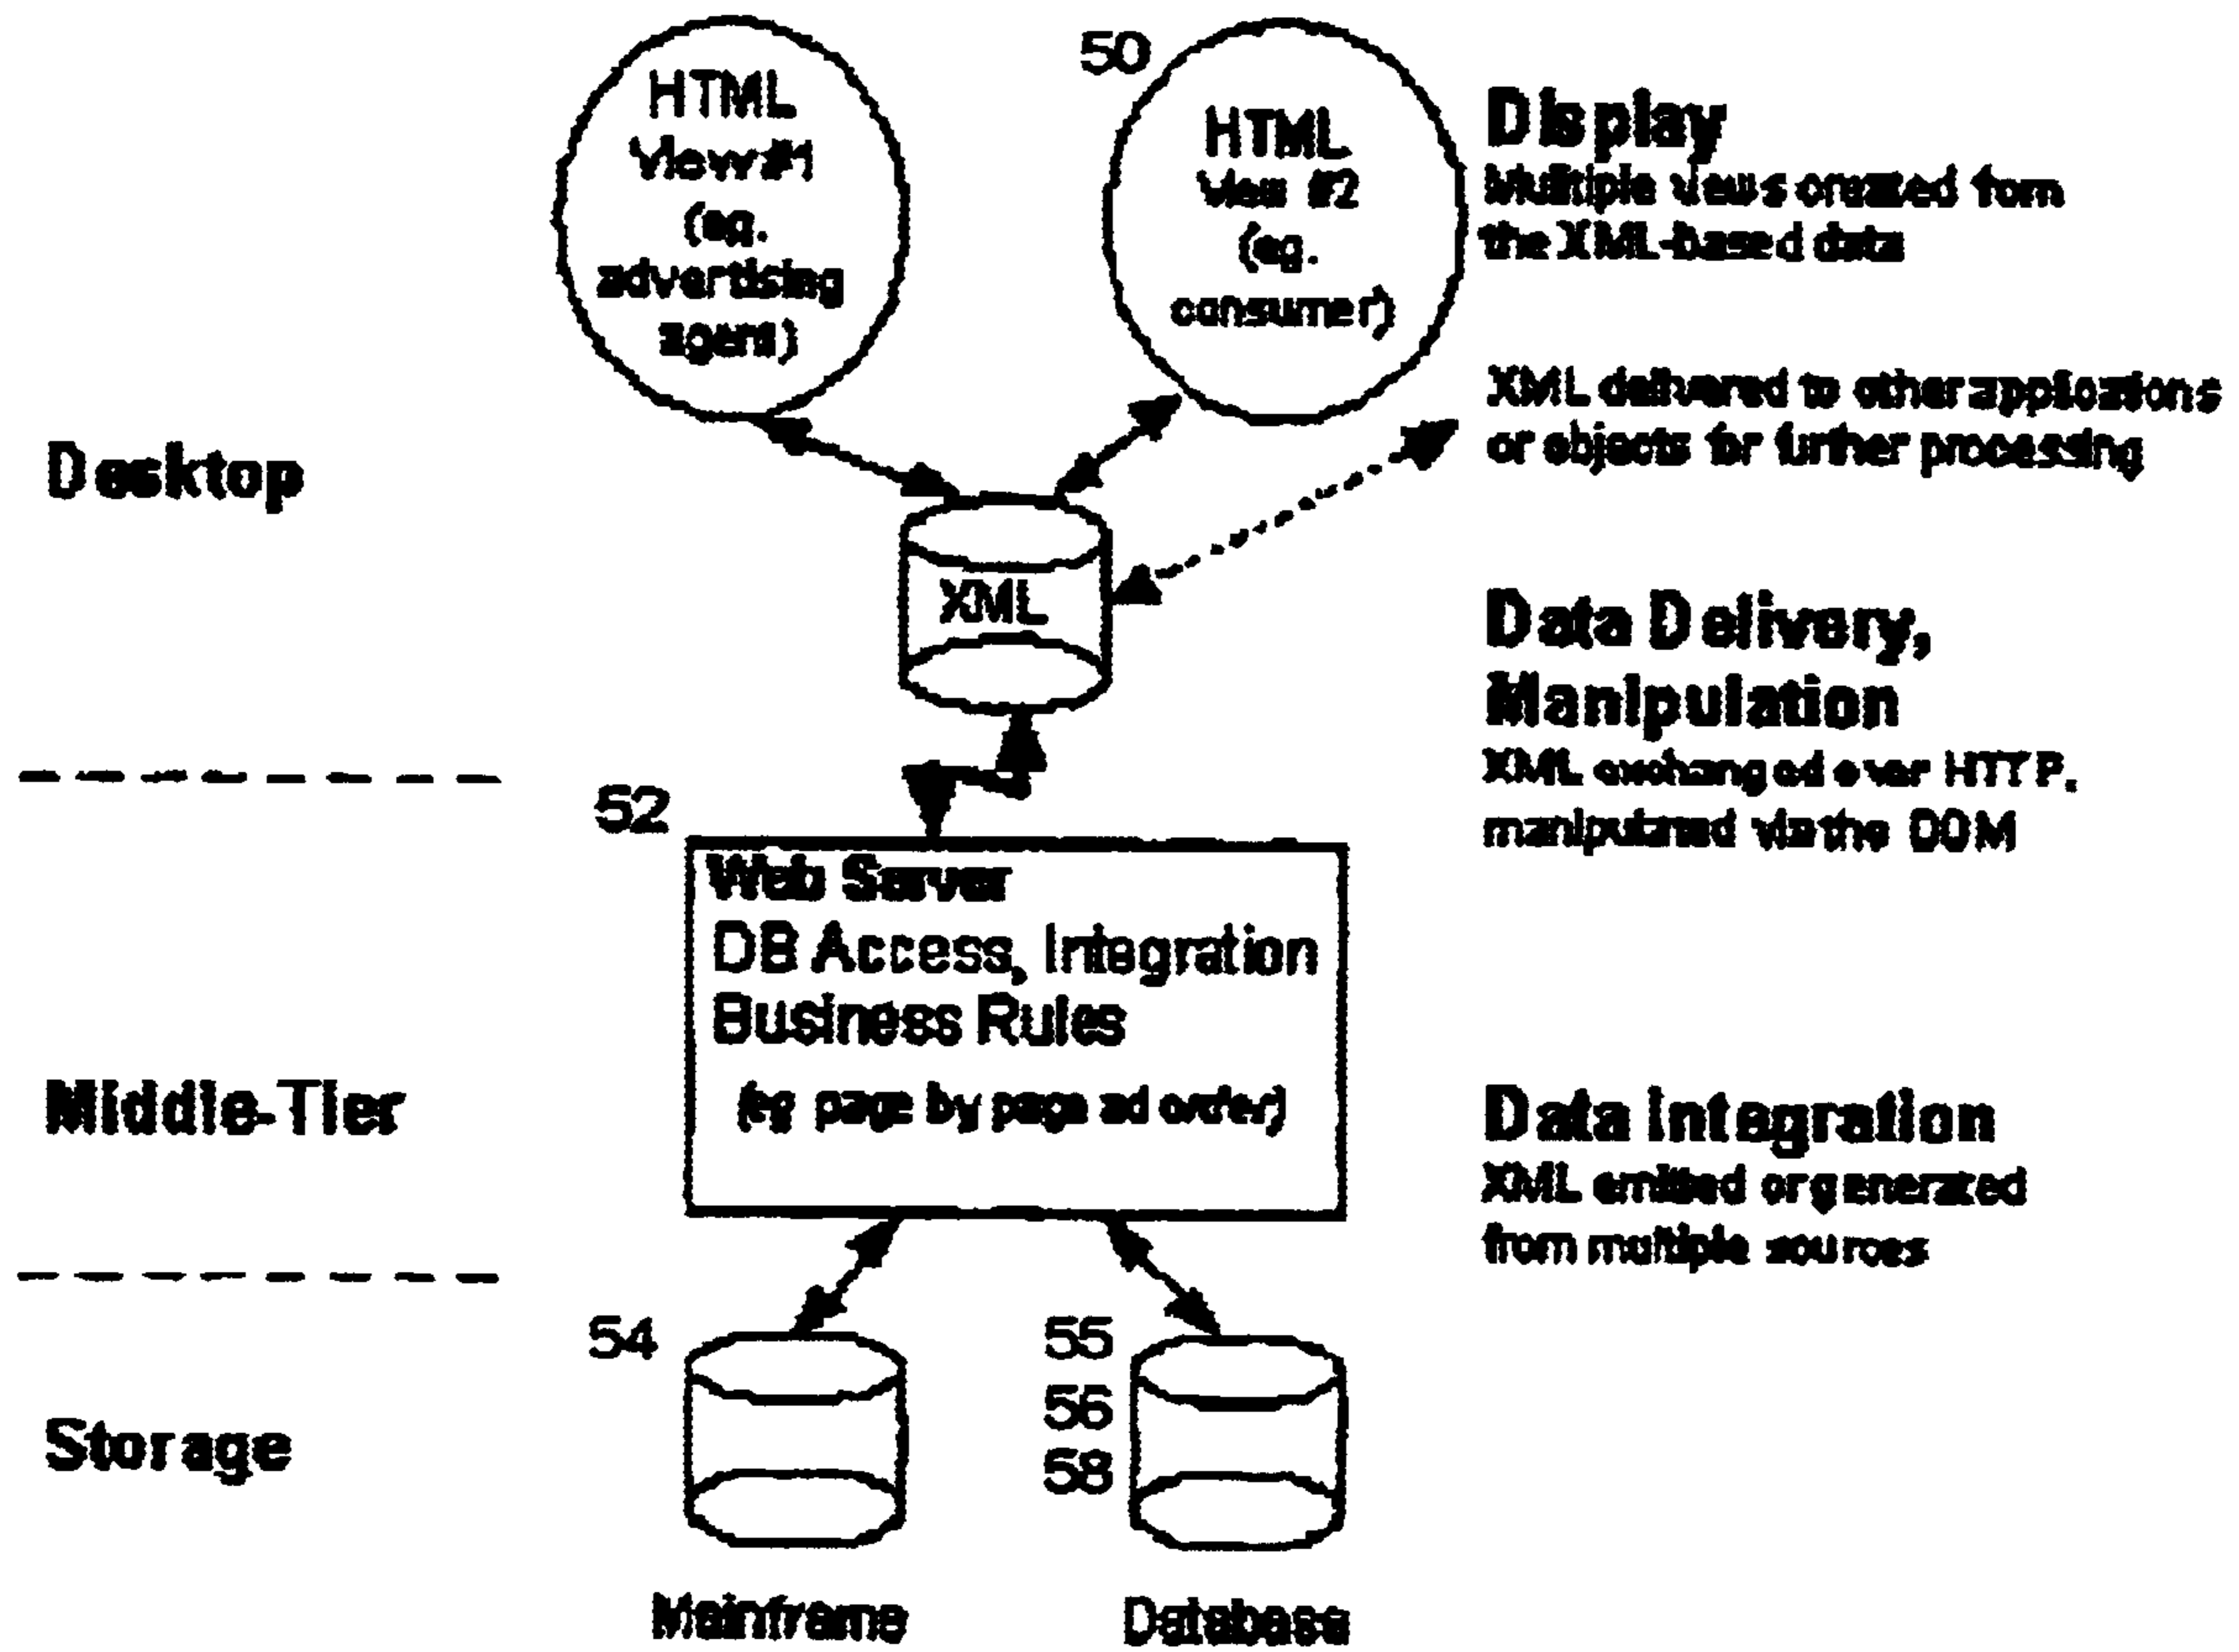 HTML
view #1
(eg.
advertising
agent)
50
HTML
view #2
(eg.
consumer)
Display
Multiple views created from
the XML-based data
XML delivered to other applications
or objects for further processing
Desktop
XML
Data Delivery,
Manipulation
XML exchanged over HTTP,
manipulated via the DOM
52
Web Server
DB Access, Integration
Business Rules
(eg page by page ad order)
Middle-Tier
Data Integration
XML emitted or generated
from multiple sources
54
55
56
58
Storage
Mainframe
Database